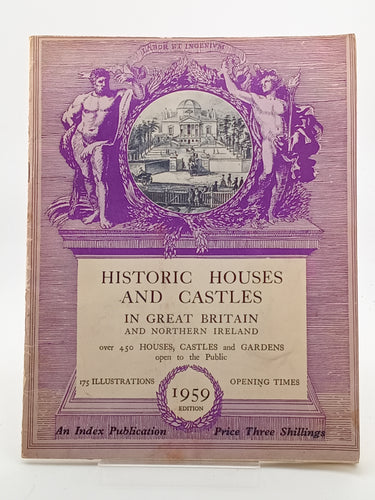 LABOR ET INGENIUM
HISTORIC HOUSES
AND CASTLES
IN GREAT BRITAIN
AND NORTHERN IRELAND
over 450 HOUSES, CASTLES and GARDENS
open to the Public
175 ILLUSTRATIONS OPENING TIMES
1959
EDITION
An Index Publication Price Three Shillings